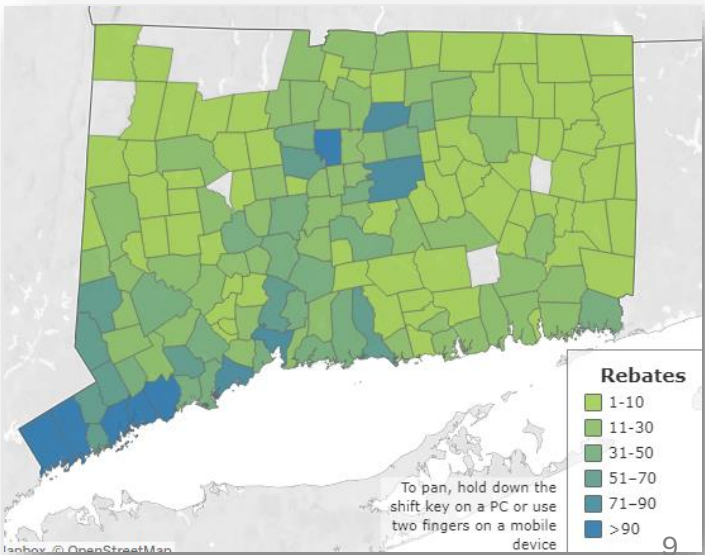 Rebates
1-10
11-30
31-50
51–70
71–90
>90
To pan, hold down the
shift key on a PC or use
two fingers on a mobile
device
9
© OpenStreetMap